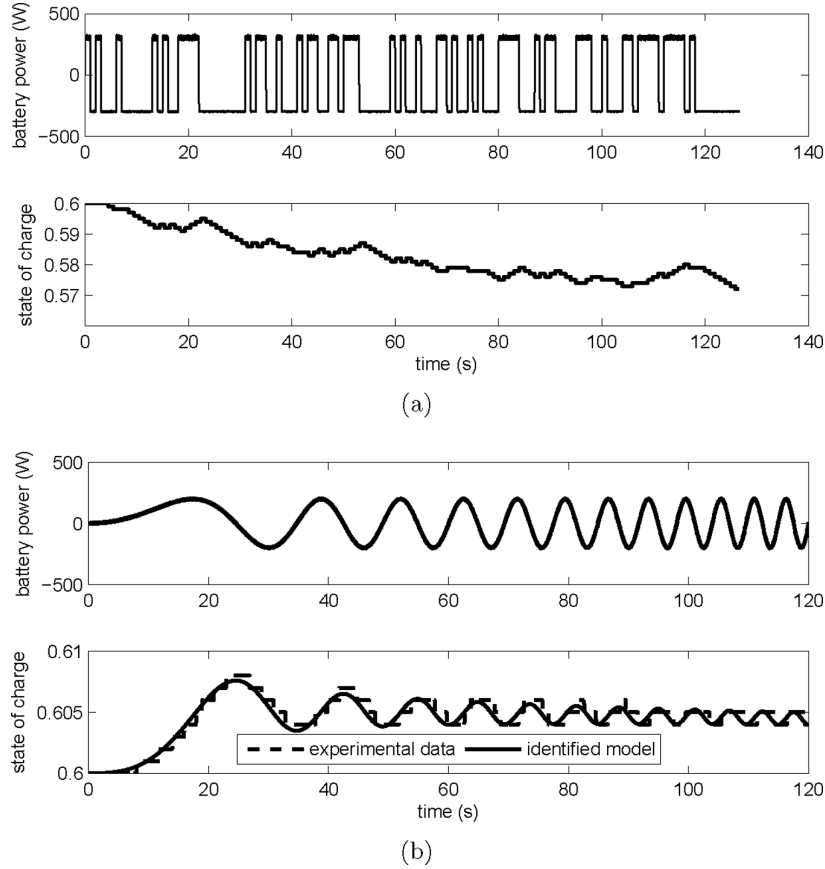 battery power (W)
500
0
−500
0 20 40 60 80 100 120 140
state of charge
0.6
0.59
0.58
0.57
0 20 40 60 80 100 120 140
time (s)
(a)
battery power (W)
500
0
−500
0 20 40 60 80 100 120
state of charge
0.61
0.605
0.6
experimental data identified model
0 20 40 60 80 100 120
time (s)
(b)